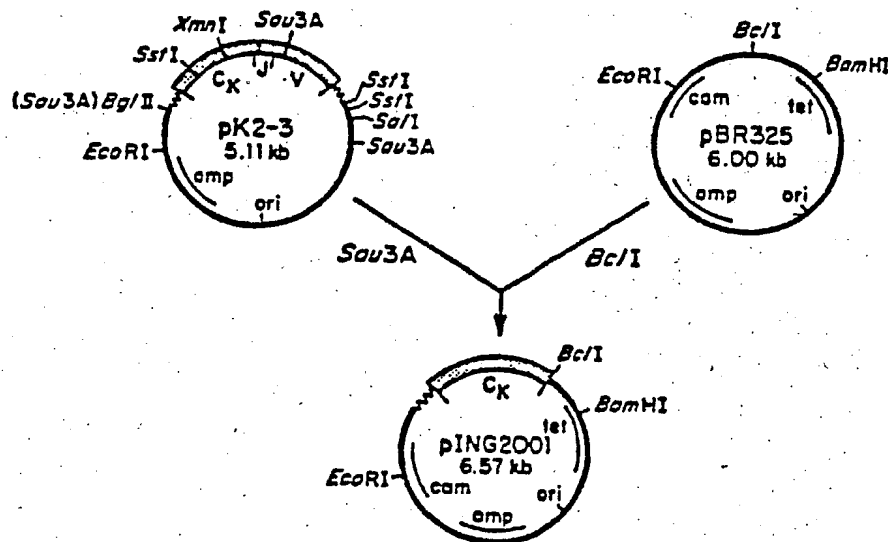 XmnI
Sau3A
SstI
CK
J
V
SstI
SstI
SalI
Sau3A
(Sau3A) BglII
EcoRI
pK2-3
5.11 kb
amp
ori
BclI
EcoRI
BamHI
cam
tet
pBR325
6.00 kb
amp
ori
Sau3A
BclI
BclI
CK
BamHI
tet
pING2001
6.57 kb
EcoRI
cam
ori
amp